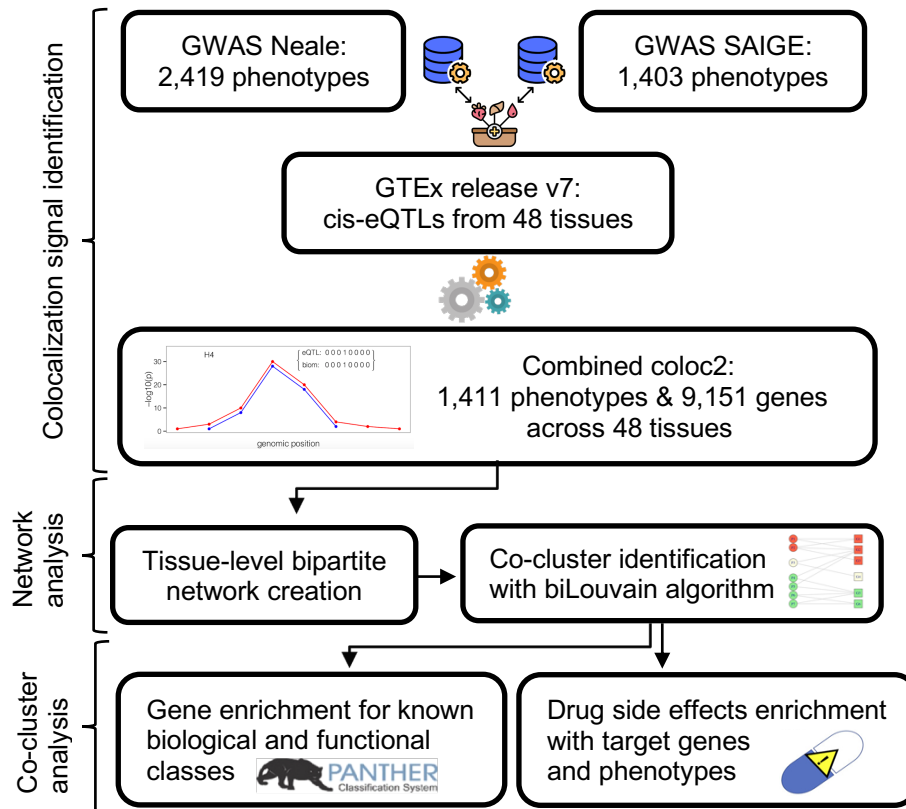 Colocalization signal identification
GWAS Neale:
2,419 phenotypes
GWAS SAIGE:
1,403 phenotypes
GTEx release v7:
cis-eQTLs from 48 tissues
H4
eQTL: 0 0 0 1 0 0 0 0
biom: 0 0 0 1 0 0 0 0
−log10(p)
30
20
10
0
genomic position
Combined coloc2:
1,411 phenotypes & 9,151 genes
across 48 tissues
Network
analysis
Tissue-level bipartite
network creation
Co-cluster identification
with biLouvain algorithm
Co-cluster
analysis
Gene enrichment for known
biological and functional
classes
PANTHER
Classification System
Drug side effects enrichment
with target genes
and phenotypes
!